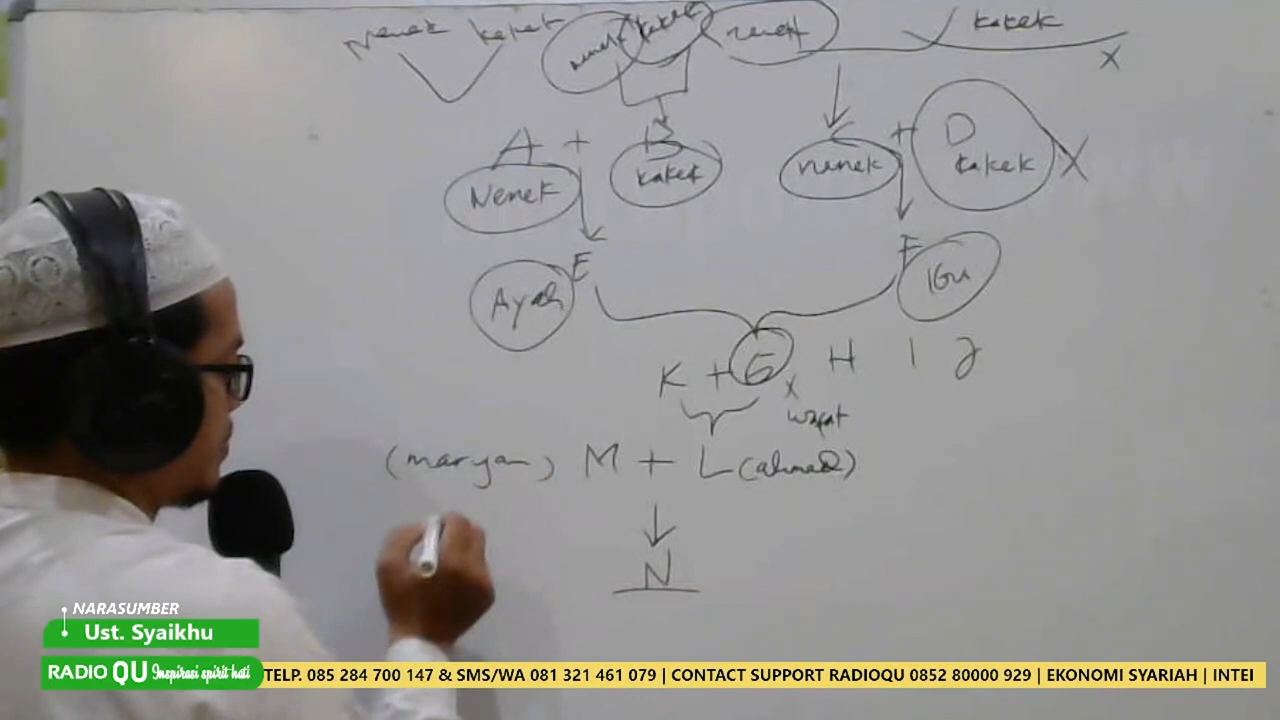 Nenek kakek nenek kakek nenek kakek
X
A + B C + D
Nenek kakek nenek kakek X
E F
Ayah Ibu
K + G H I J
X
wafat
(maryam) M + L (ahmad)
N
NARASUMBER
Ust. Syaikhu
RADIO QU Inspirasi spirit hati TELP. 085 284 700 147 & SMS/WA 081 321 461 079 | CONTACT SUPPORT RADIOQU 0852 80000 929 | EKONOMI SYARIAH | INTEI